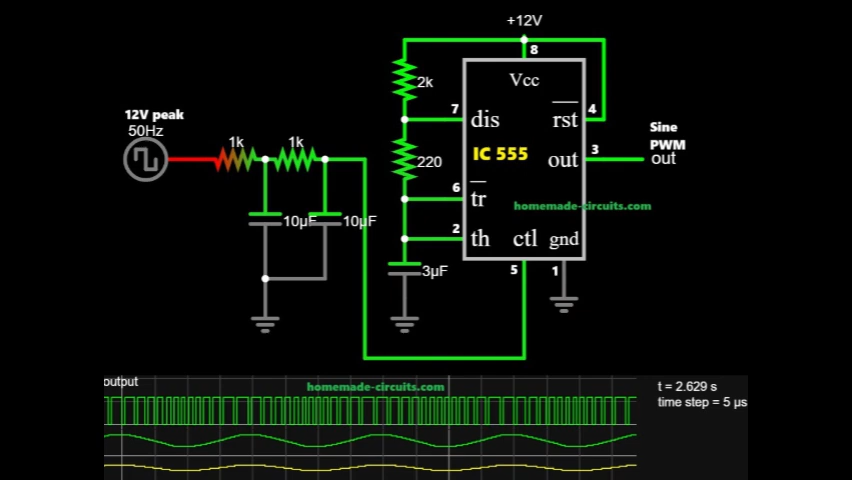 +12V
8
Vcc
2k
7
dis
rst
4
12V peak
50Hz
1k
1k
220
IC 555
out
3
Sine
PWM
out
6
tr
homemade-circuits.com
10µF
10µF
2
th
ctl
gnd
3µF
5
1
output
homemade-circuits.com
t = 2.629 s
time step = 5 µs